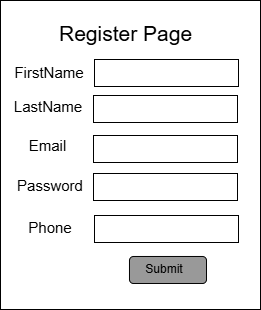 Register Page
FirstName
LastName
Email
Password
Phone
Submit